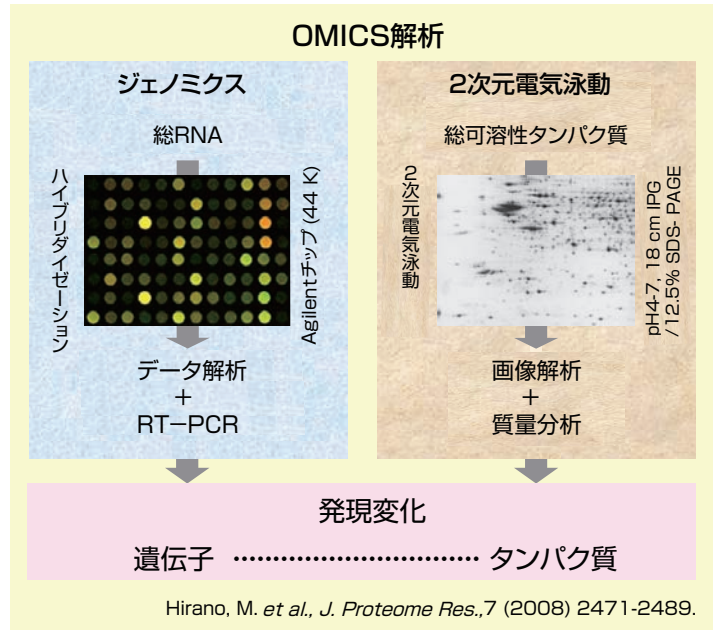 OMICS解析
ジェノミクス
総RNA
ハイブリダイゼーション
Agilentチップ (44 K)
データ解析
+
RT−PCR
2次元電気泳動
総可溶性タンパク質
2次元電気泳動
pH4-7, 18 cm IPG
/12.5% SDS- PAGE
画像解析
+
質量分析
発現変化
遺伝子 ································ タンパク質
Hirano, M. et al., J. Proteome Res.,7 (2008) 2471-2489.